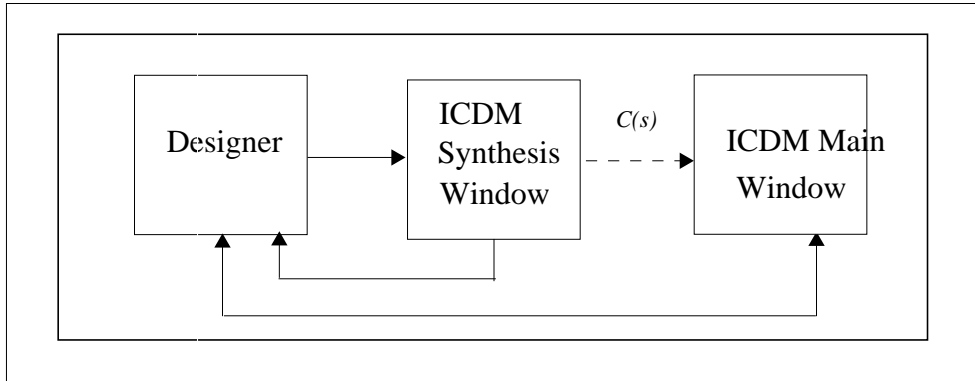 Designer
ICDM
Synthesis
Window
C(s)
ICDM Main
Window